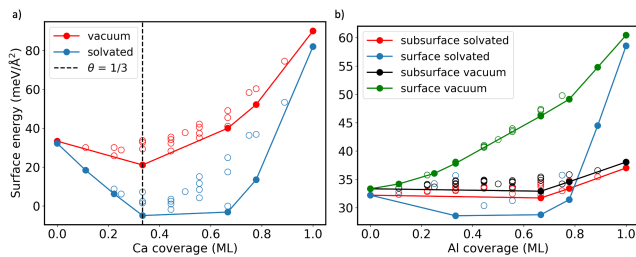 a)
vacuum
solvated
θ = 1/3
80
60
40
20
0
Surface energy (meV/Å²)
0.0 0.2 0.4 0.6 0.8 1.0
Ca coverage (ML)
b)
subsurface solvated
surface solvated
subsurface vacuum
surface vacuum
60
55
50
45
40
35
30
0.0 0.2 0.4 0.6 0.8 1.0
Al coverage (ML)